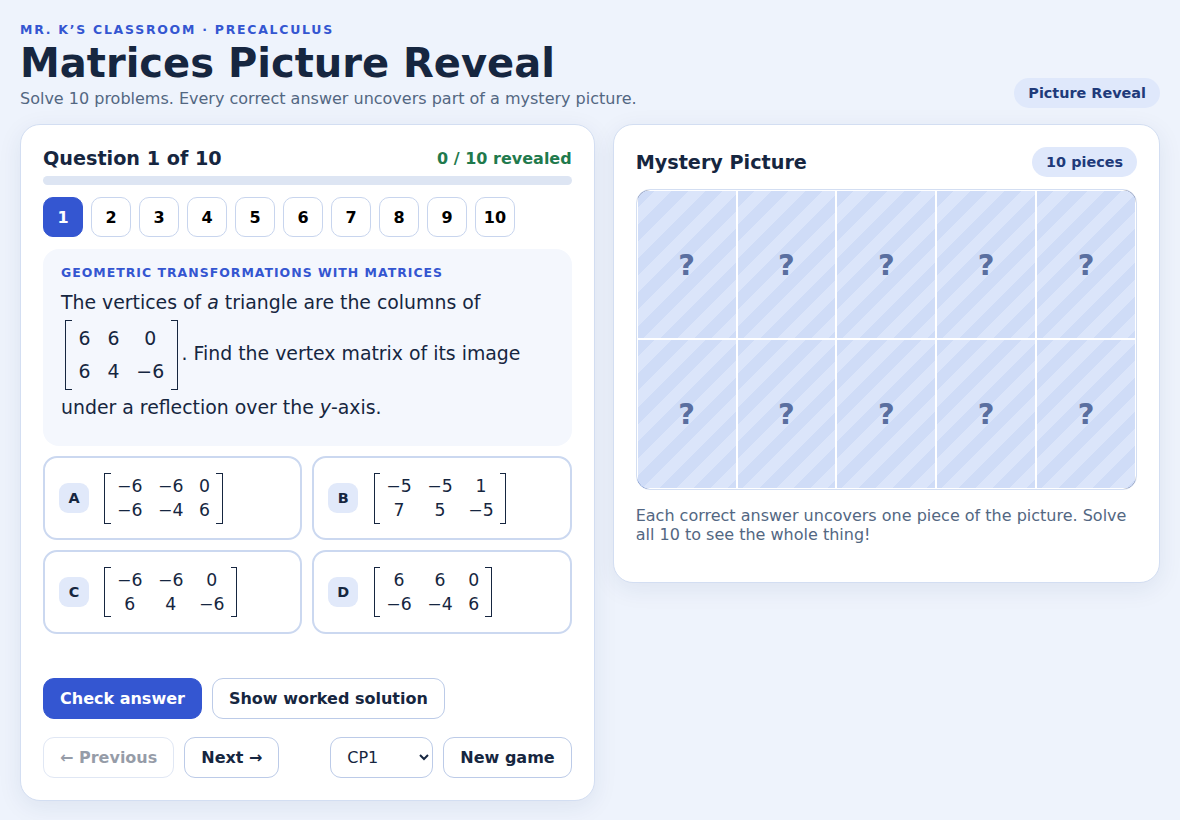 MR. K’S CLASSROOM · PRECALCULUS
Matrices Picture Reveal
Solve 10 problems. Every correct answer uncovers part of a mystery picture.
Picture Reveal
Question 1 of 10
0 / 10 revealed
1 2 3 4 5 6 7 8 9 10
GEOMETRIC TRANSFORMATIONS WITH MATRICES
The vertices of a triangle are the columns of
6 6 0
6 4 −6
. Find the vertex matrix of its image
under a reflection over the y-axis.
A
−6 −6 0
−6 −4 6
B
−5 −5 1
7 5 −5
C
−6 −6 0
6 4 −6
D
6 6 0
−6 −4 6
Check answer
Show worked solution
← Previous
Next →
CP1
New game
Mystery Picture
10 pieces
? ? ? ? ?
? ? ? ? ?
Each correct answer uncovers one piece of the picture. Solve
all 10 to see the whole thing!